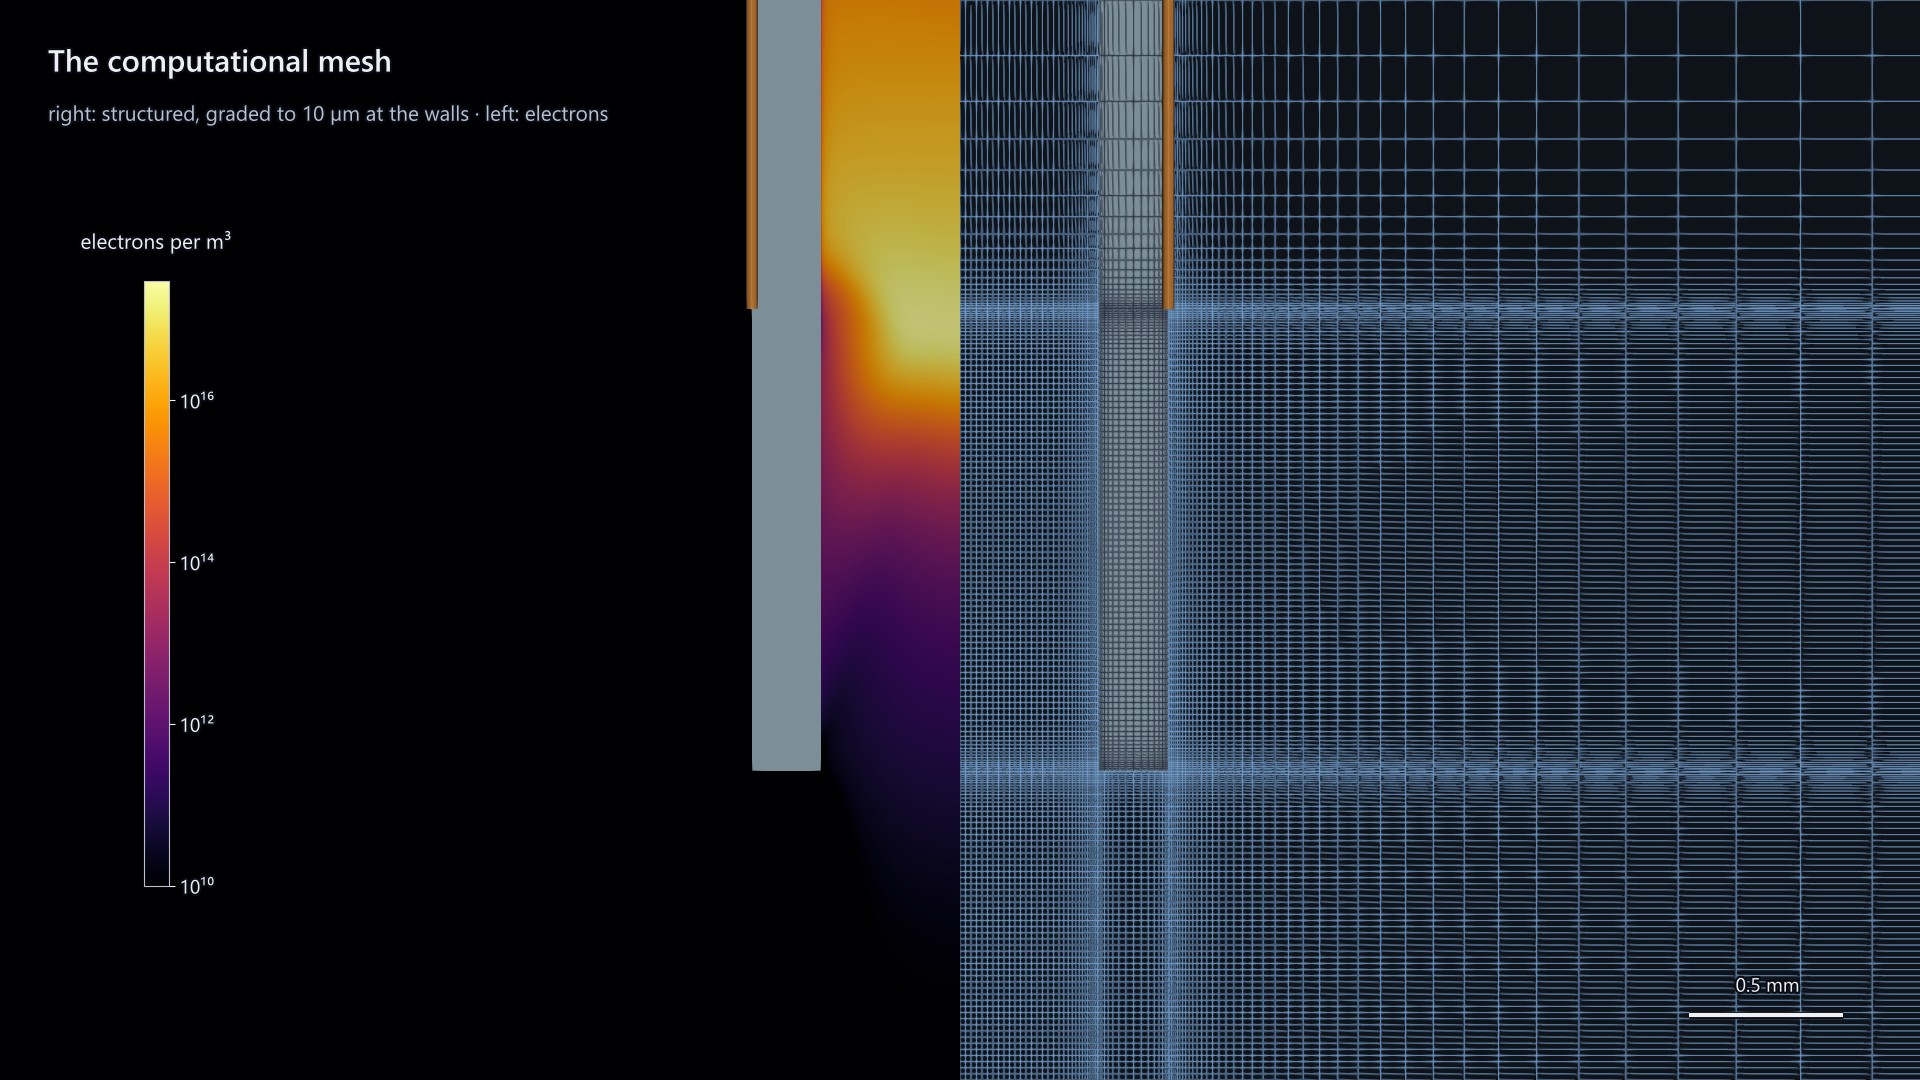 The computational mesh
right: structured, graded to 10 µm at the walls · left: electrons
electrons per m³
10¹⁶
10¹⁴
10¹²
10¹⁰
0.5 mm